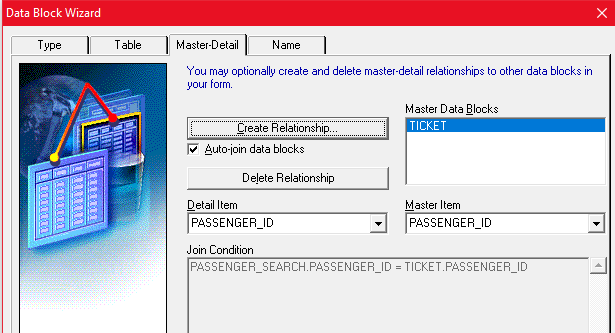 Data Block Wizard
Type
Table
Master-Detail
Name
You may optionally create and delete master-detail relationships to other data blocks in
your form.
Create Relationship...
Auto-join data blocks
Delete Relationship
Master Data Blocks
TICKET
Detail Item
PASSENGER_ID
Master Item
PASSENGER_ID
Join Condition
PASSENGER_SEARCH.PASSENGER_ID = TICKET.PASSENGER_ID